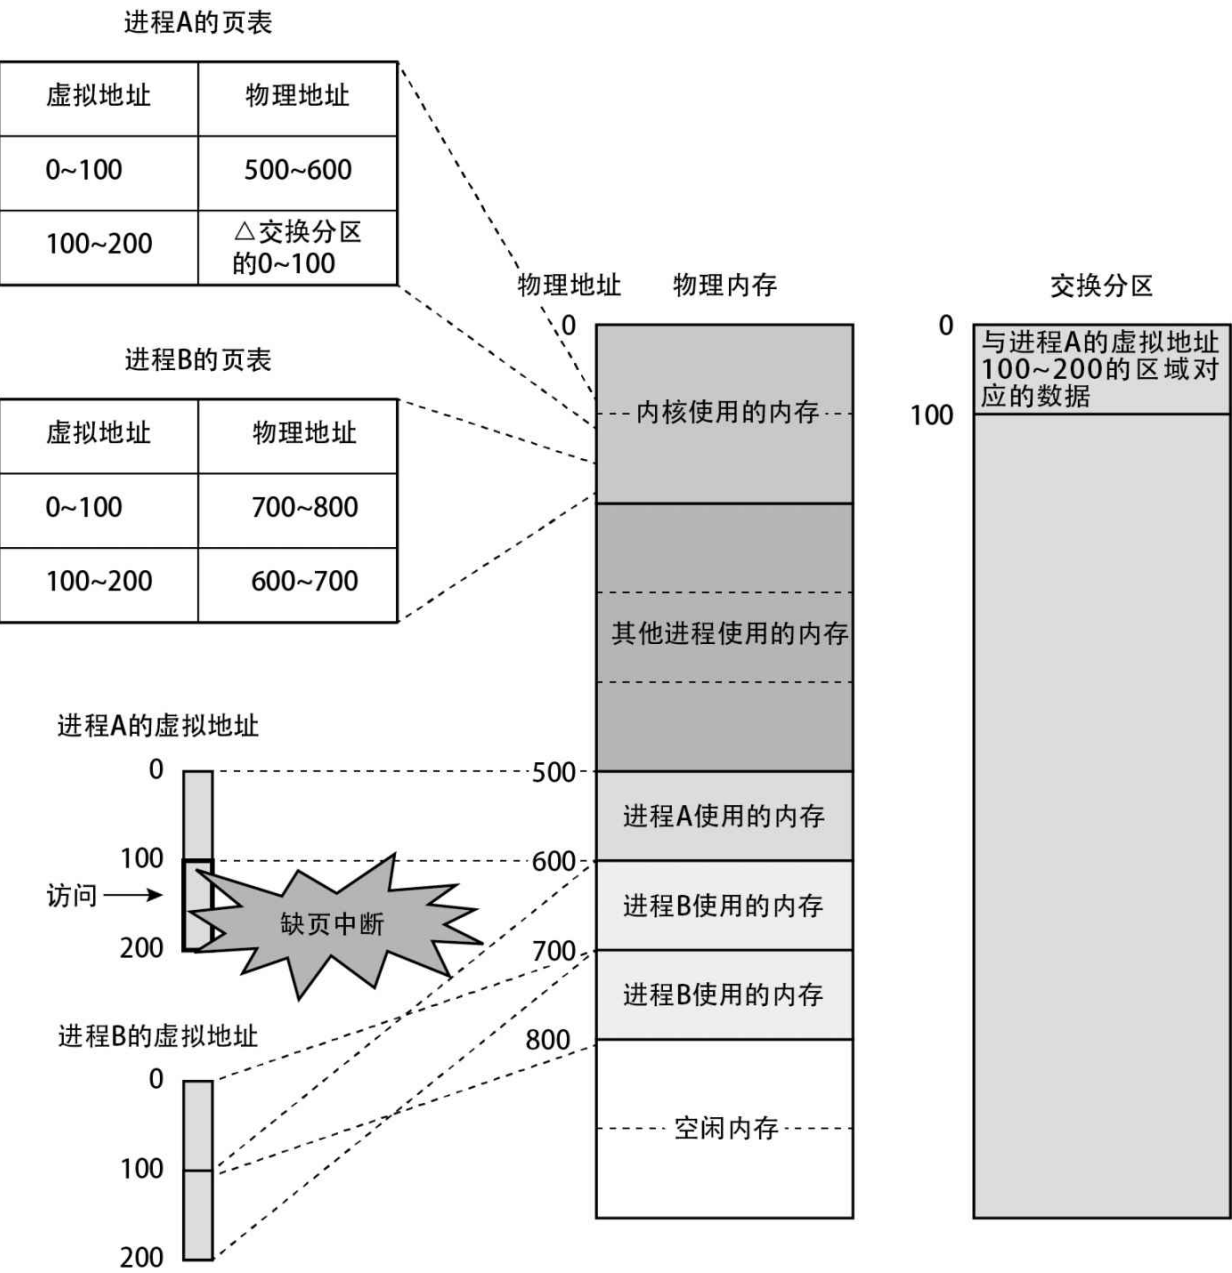 进程A的页表
虚拟地址 物理地址
0~100 500~600
100~200 △交换分区
的0~100
进程B的页表
虚拟地址 物理地址
0~100 700~800
100~200 600~700
物理地址 物理内存
0
内核使用的内存
其他进程使用的内存
500
进程A使用的内存
600
进程B使用的内存
700
进程B使用的内存
800
空闲内存
交换分区
0
与进程A的虚拟地址
100~200的区域对
应的数据
100
进程A的虚拟地址
0
100
访问
缺页中断
200
进程B的虚拟地址
0
100
200